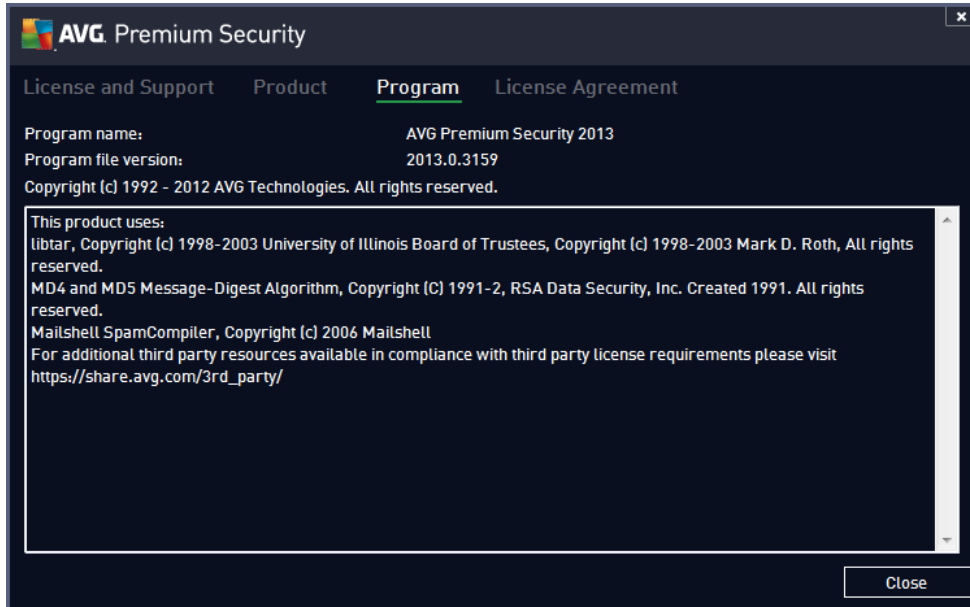 AVG. Premium Security
License and Support Product Program License Agreement
Program name: AVG Premium Security 2013
Program file version: 2013.0.3159
Copyright (c) 1992 - 2012 AVG Technologies. All rights reserved.
This product uses:
libtar, Copyright (c) 1998-2003 University of Illinois Board of Trustees, Copyright (c) 1998-2003 Mark D. Roth, All rights
reserved.
MD4 and MD5 Message-Digest Algorithm, Copyright (C) 1991-2, RSA Data Security, Inc. Created 1991. All rights
reserved.
Mailshell SpamCompiler, Copyright (c) 2006 Mailshell
For additional third party resources available in compliance with third party license requirements please visit
https://share.avg.com/3rd_party/
Close